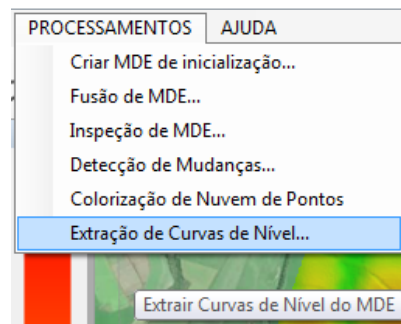 PROCESSAMENTOS AJUDA
Criar MDE de inicialização...
Fusão de MDE...
Inspeção de MDE...
Detecção de Mudanças...
Colorização de Nuvem de Pontos
Extração de Curvas de Nível...
Extrair Curvas de Nível do MDE